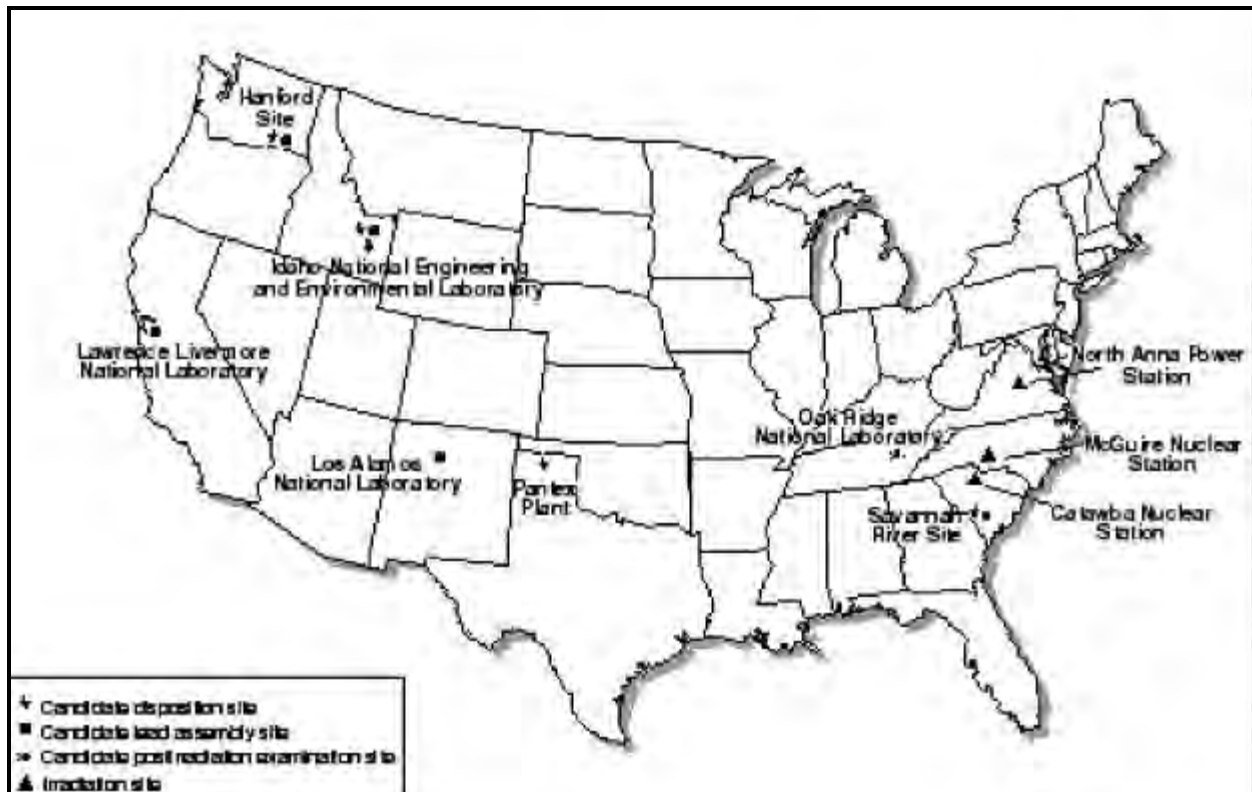 Hanford
Site
Idaho National Engineering
and Environmental Laboratory
Lawrence Livermore
National Laboratory
North Anna Power
Station
Oak Ridge
National Laboratory
McGuire Nuclear
Station
Los Alamos
National Laboratory
Pantex
Plant
Savannah
River Site
Catawba Nuclear
Station
Candidate disposition site
Candidate lead assembly site
Candidate postirradiation examination site
Irradiation site